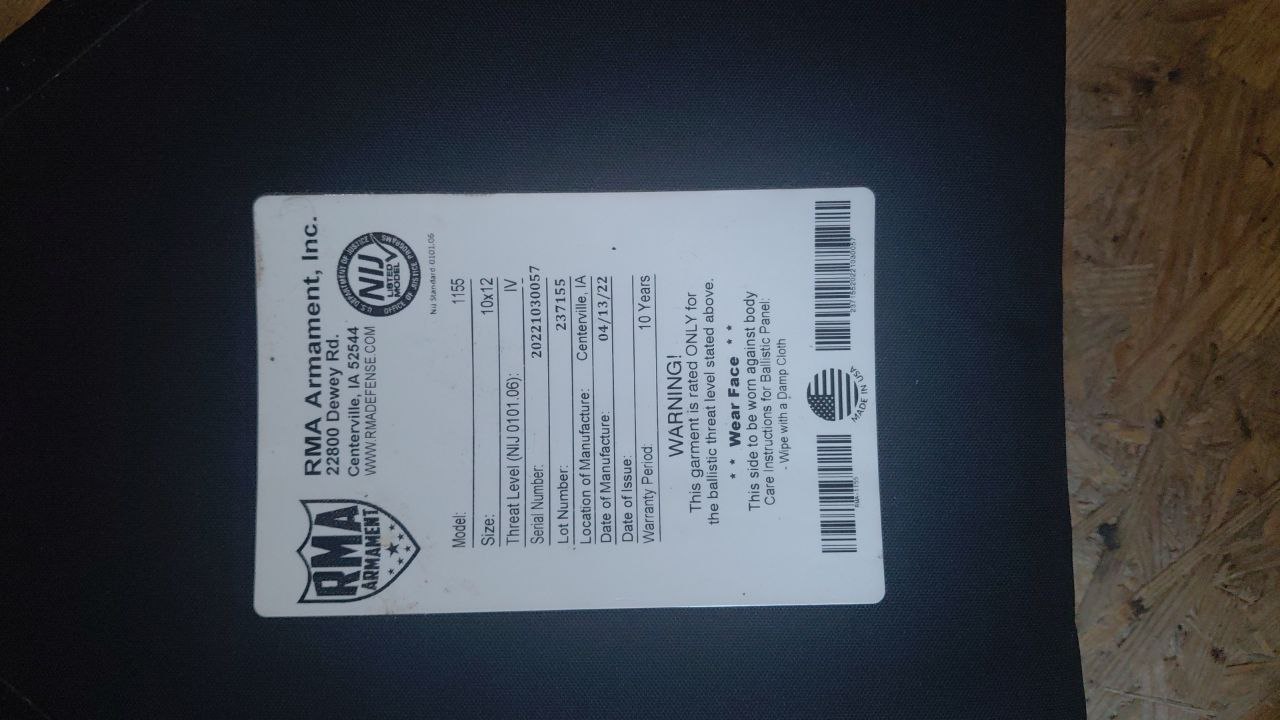 RMA ARMAMENT
RMA Armament, Inc.
22800 Dewey Rd.
Centerville, IA 52544
WWW.RMADEFENSE.COM
U.S. DEPARTMENT OF JUSTICE
NIJ
LISTED
MODEL
OFFICE OF JUSTICE PROGRAMS
NIJ Standard 0101.06
Model: 1155
Size: 10x12
Threat Level (NIJ 0101.06): IV
Serial Number: 20221030057
Lot Number: 237155
Location of Manufacture: Centerville, IA
Date of Manufacture: 04/13/22
Date of Issue:
Warranty Period: 10 Years
WARNING!
This garment is rated ONLY for
the ballistic threat level stated above.
* * Wear Face * *
This side to be worn against body
Care Instructions for Ballistic Panel:
- Wipe with a Damp Cloth
RMA-1155
MADE IN USA
23715520221030057